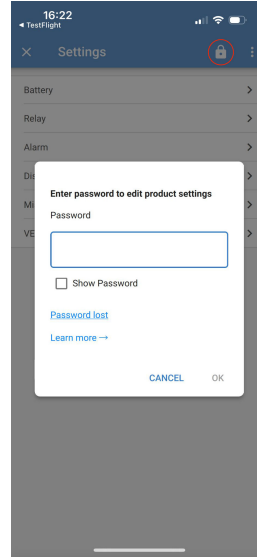 16:22
◀ TestFlight
Settings
Battery
Relay
Alarm
Dis
Mi
VE
Enter password to edit product settings
Password
Show Password
Password lost
Learn more →
CANCEL
OK